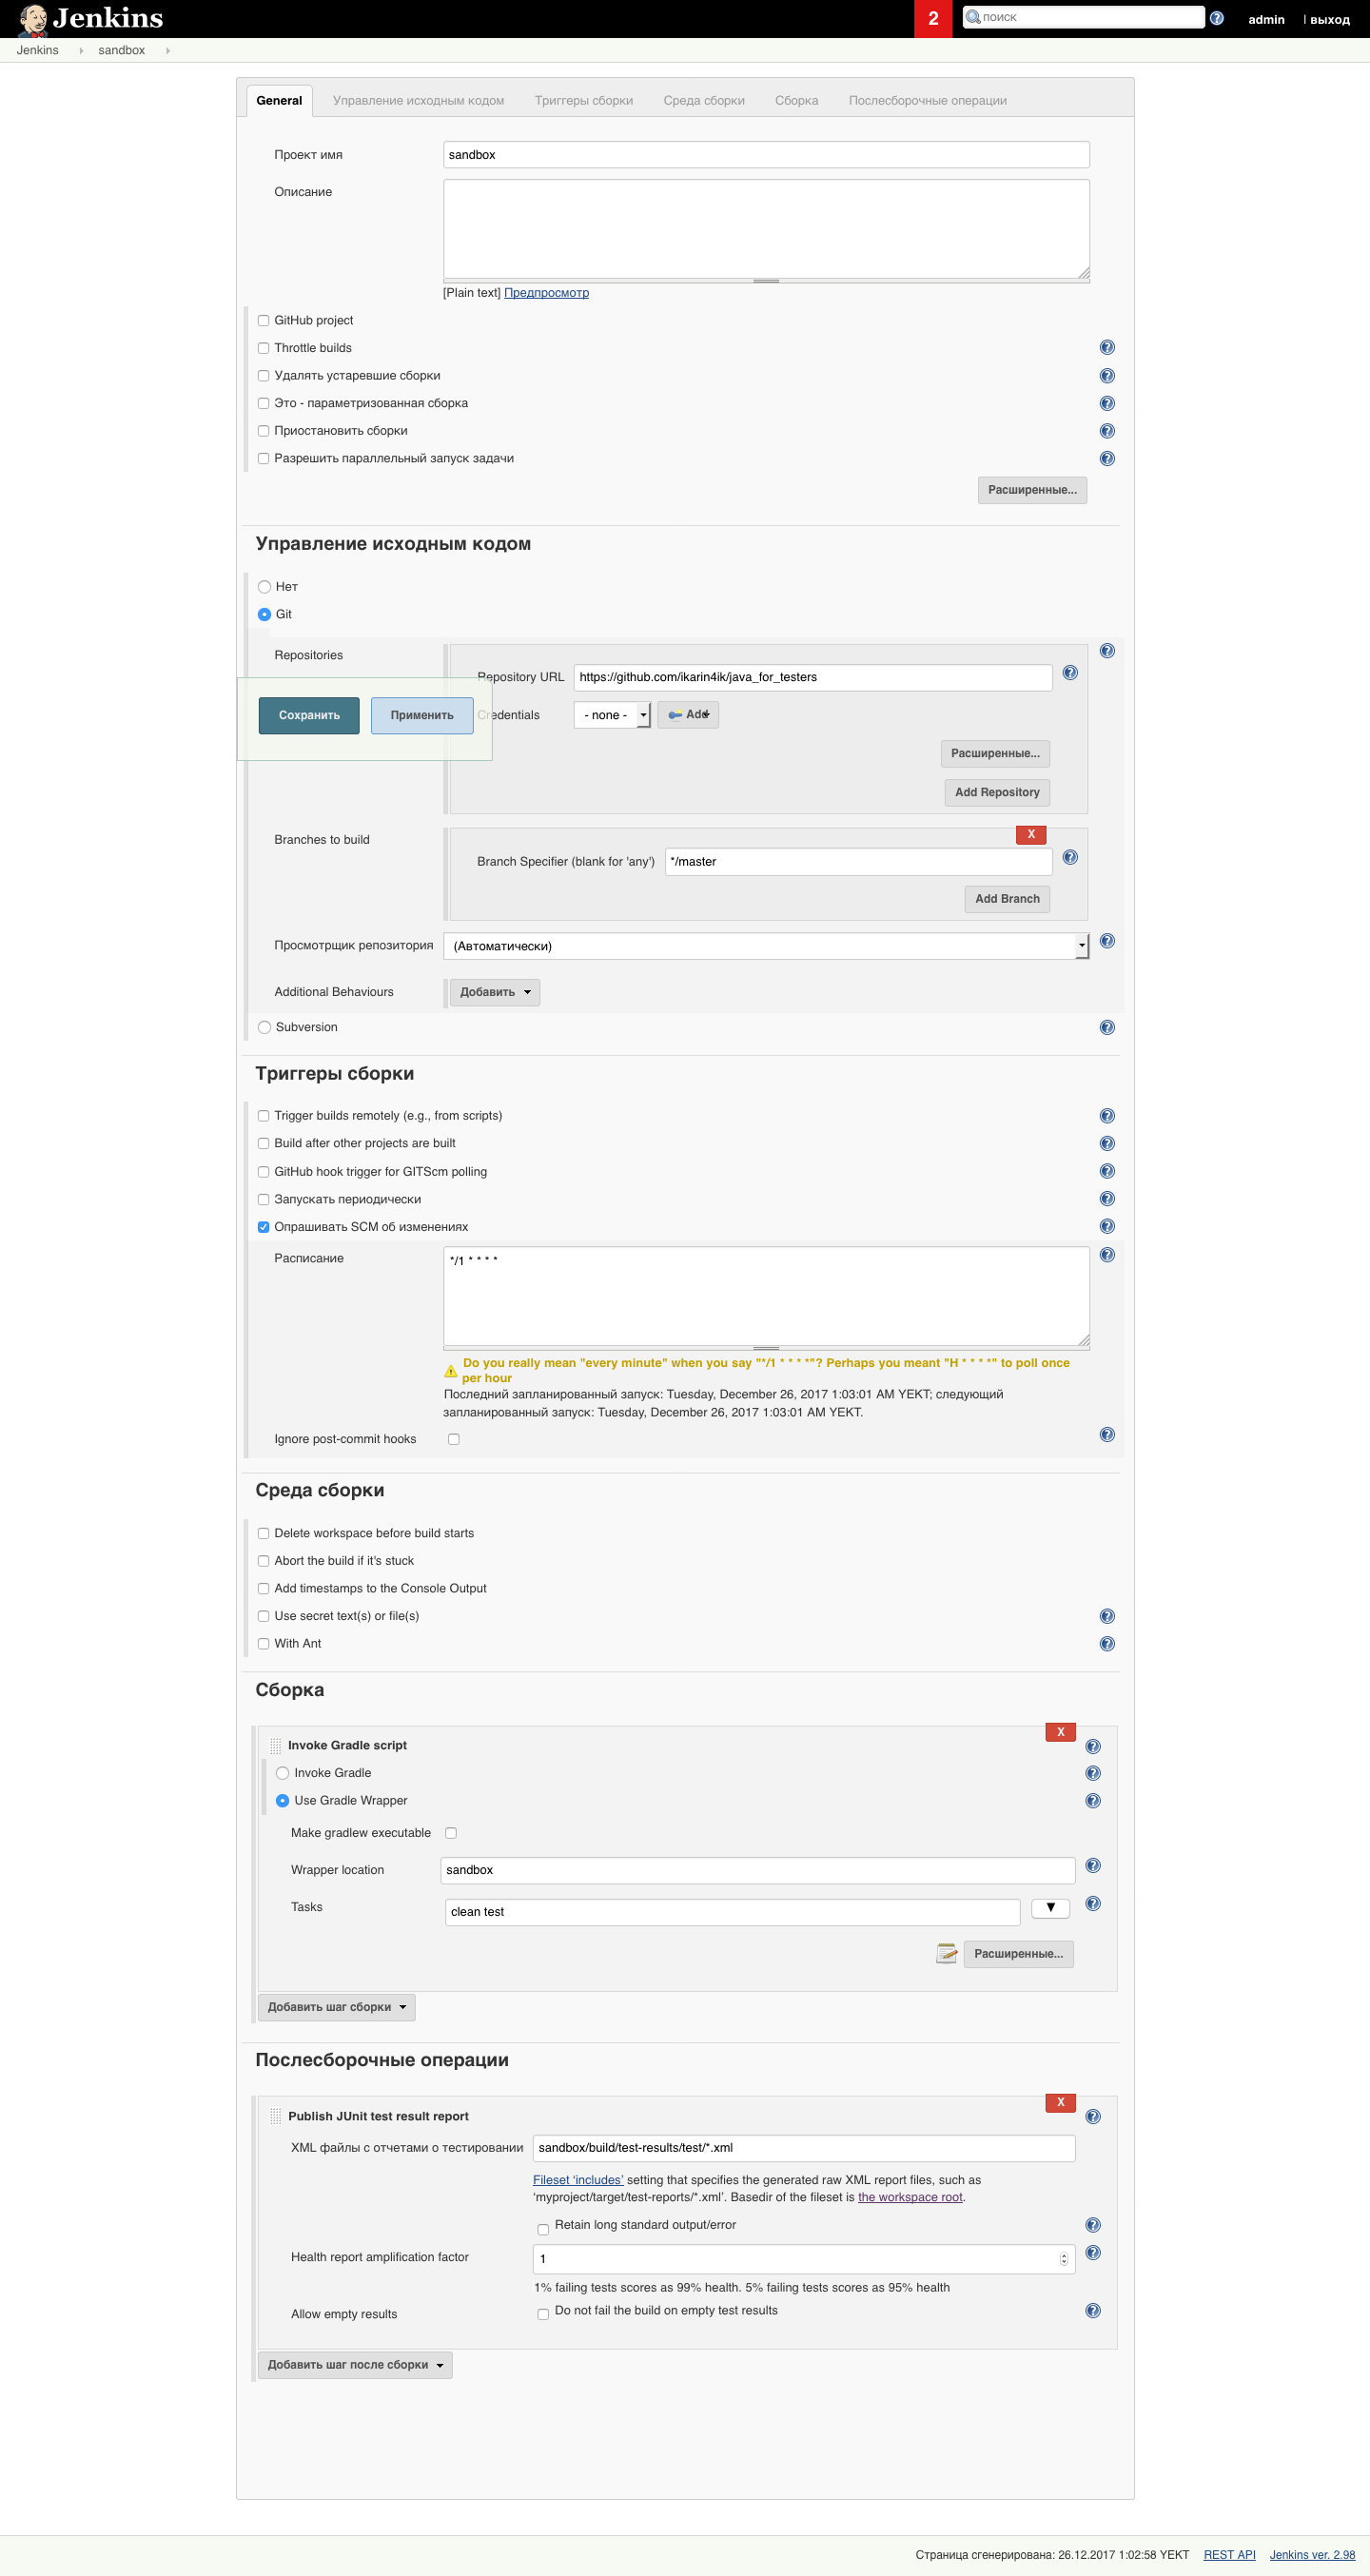 Jenkins
2
поиск
admin
| выход
Jenkins
sandbox
General
Управление исходным кодом
Триггеры сборки
Среда сборки
Сборка
Послесборочные операции
Проект имя
sandbox
Описание
[Plain text] Предпросмотр
GitHub project
Throttle builds
Удалять устаревшие сборки
Это - параметризованная сборка
Приостановить сборки
Разрешить параллельный запуск задачи
Расширенные...
Управление исходным кодом
Нет
Git
Repositories
Repository URL
https://github.com/ikarin4ik/java_for_testers
Сохранить
Применить
Credentials
- none -
Add
Расширенные...
Add Repository
Branches to build
X
Branch Specifier (blank for 'any')
*/master
Add Branch
Просмотрщик репозитория
(Автоматически)
Additional Behaviours
Добавить
Subversion
Триггеры сборки
Trigger builds remotely (e.g., from scripts)
Build after other projects are built
GitHub hook trigger for GITScm polling
Запускать периодически
Опрашивать SCM об изменениях
Расписание
*/1 * * * *
Do you really mean "every minute" when you say "*/1 * * * *"? Perhaps you meant "H * * * *" to poll once
per hour
Последний запланированный запуск: Tuesday, December 26, 2017 1:03:01 AM YEKT; следующий
запланированный запуск: Tuesday, December 26, 2017 1:03:01 AM YEKT.
Ignore post-commit hooks
Среда сборки
Delete workspace before build starts
Abort the build if it's stuck
Add timestamps to the Console Output
Use secret text(s) or file(s)
With Ant
Сборка
X
Invoke Gradle script
Invoke Gradle
Use Gradle Wrapper
Make gradlew executable
Wrapper location
sandbox
Tasks
clean test
Расширенные...
Добавить шаг сборки
Послесборочные операции
X
Publish JUnit test result report
XML файлы с отчетами о тестировании
sandbox/build/test-results/test/*.xml
Fileset 'includes' setting that specifies the generated raw XML report files, such as
'myproject/target/test-reports/*.xml'. Basedir of the fileset is the workspace root.
Retain long standard output/error
Health report amplification factor
1
1% failing tests scores as 99% health. 5% failing tests scores as 95% health
Allow empty results
Do not fail the build on empty test results
Добавить шаг после сборки
Страница сгенерирована: 26.12.2017 1:02:58 YEKT
REST API
Jenkins ver. 2.98